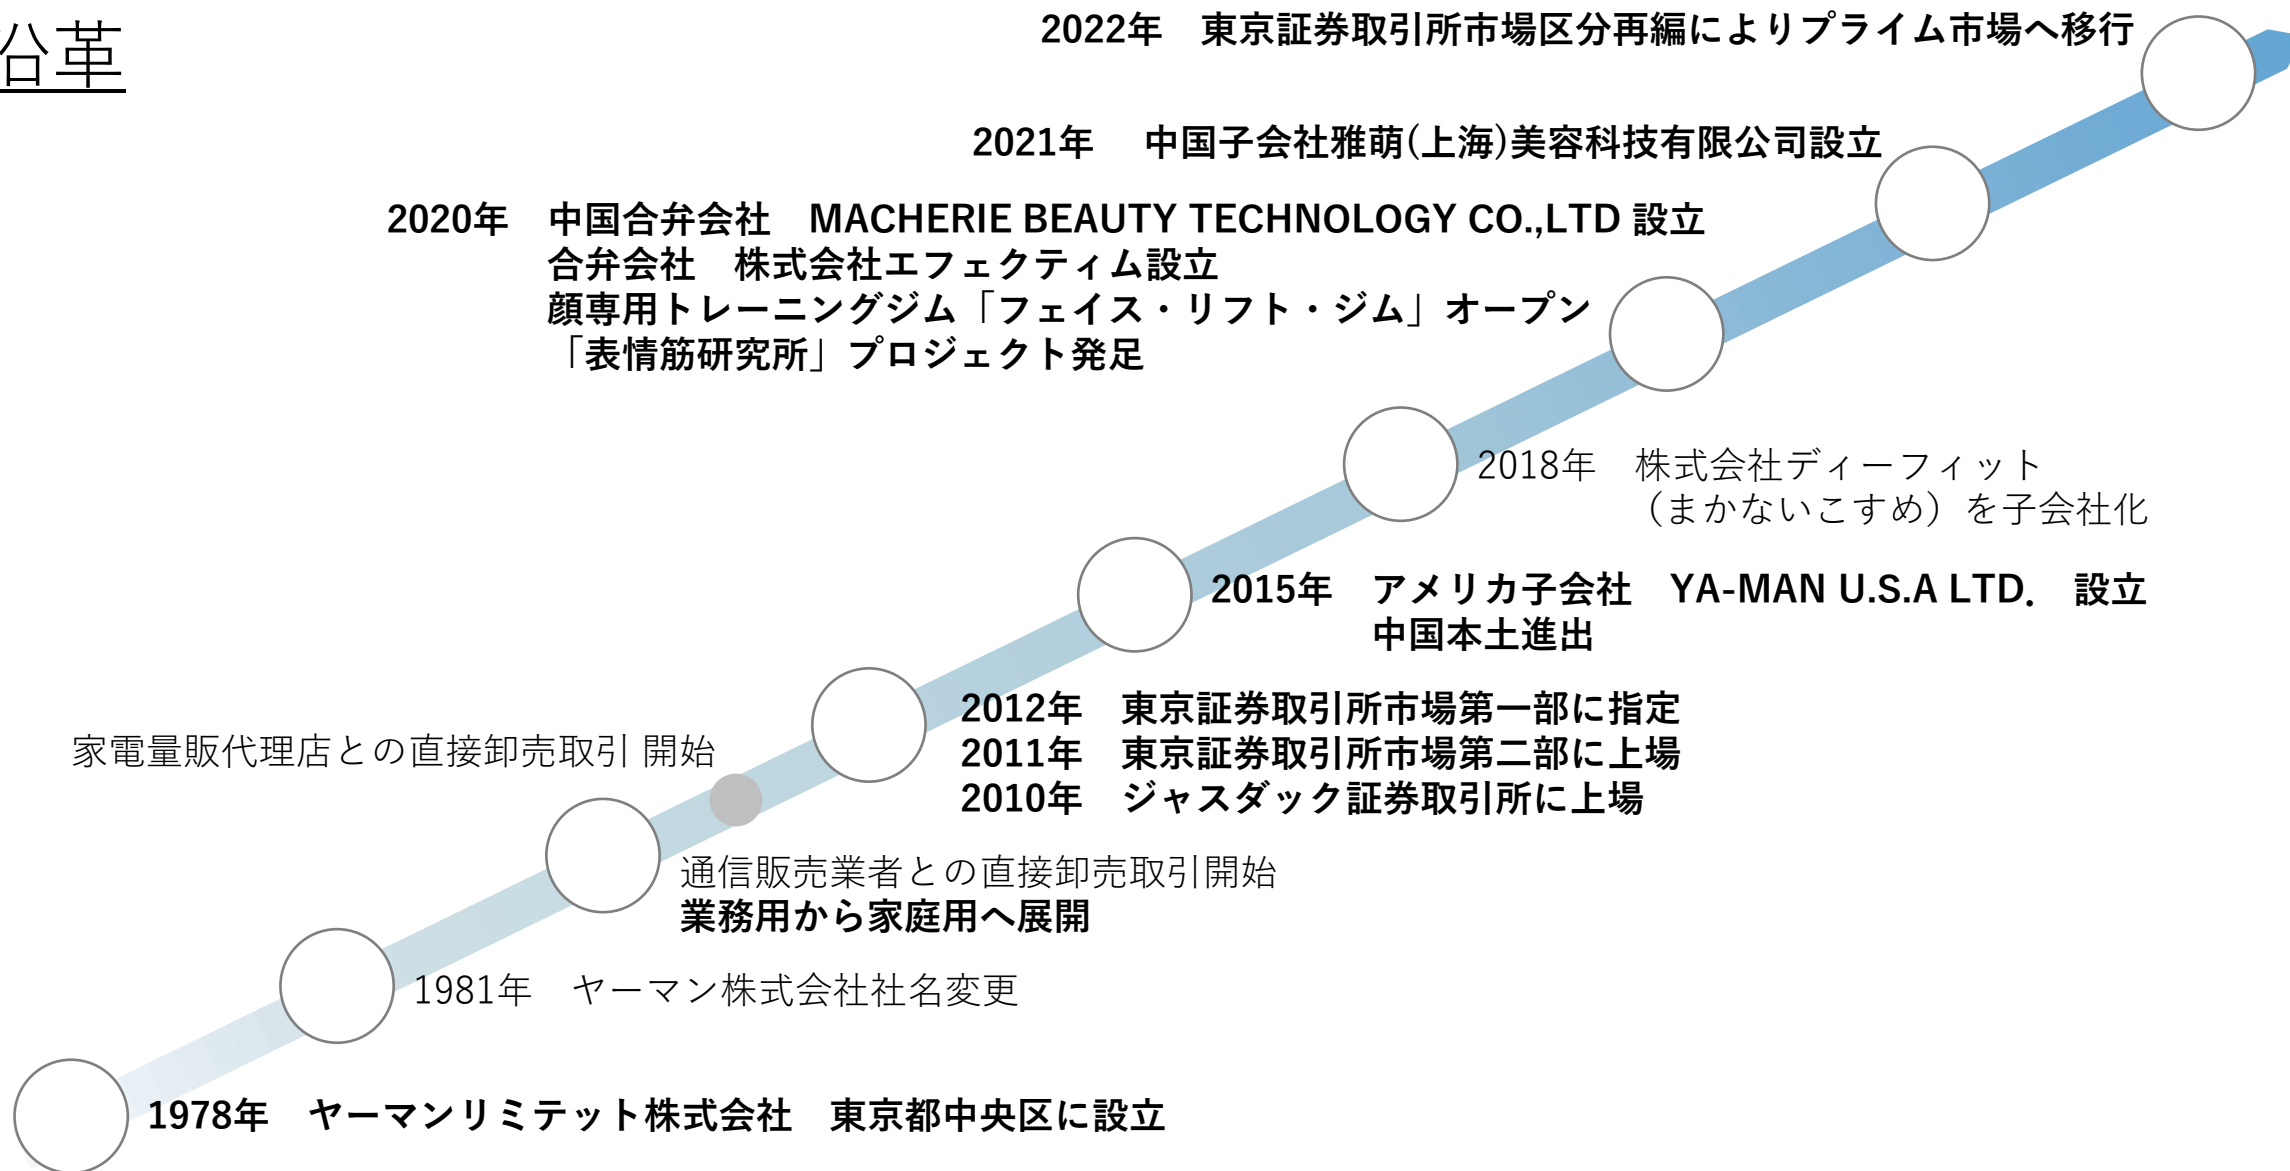 沿革
2022年　東京証券取引所市場区分再編によりプライム市場へ移行
2021年　中国子会社雅萌(上海)美容科技有限公司設立
2020年　中国合弁会社　MACHERIE BEAUTY TECHNOLOGY CO.,LTD 設立
合弁会社　株式会社エフェクティム設立
顔専用トレーニングジム「フェイス・リフト・ジム」オープン
「表情筋研究所」プロジェクト発足
2018年　株式会社ディーフィット
（まかないこすめ）を子会社化
2015年　アメリカ子会社　YA-MAN U.S.A LTD.　設立
中国本土進出
2012年　東京証券取引所市場第一部に指定
2011年　東京証券取引所市場第二部に上場
2010年　ジャスダック証券取引所に上場
家電量販代理店との直接卸売取引 開始
通信販売業者との直接卸売取引開始
業務用から家庭用へ展開
1981年　ヤーマン株式会社社名変更
1978年　ヤーマンリミテット株式会社　東京都中央区に設立